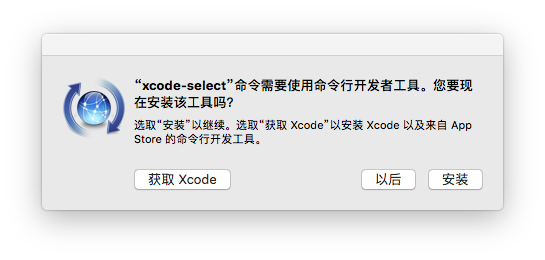 “xcode-select”命令需要使用命令行开发者工具。您要现
在安装该工具吗？
选取“安装”以继续。选取“获取 Xcode”以安装 Xcode 以及来自 App
Store 的命令行开发工具。
获取 Xcode 以后 安装